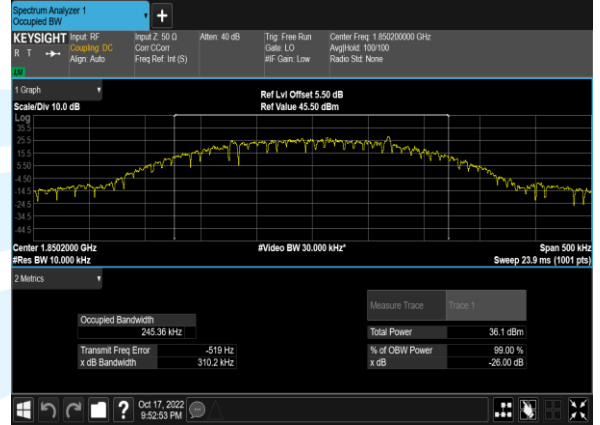 Spectrum Analyzer 1
Occupied BW
+
KEYSIGHT Input: RF Input Z: 50 Ω Atten: 40 dB Trig: Free Run Center Freq: 1.850200000 GHz
R T Coupling: DC Corr CCorr Gate: LO Avg|Hold: 100/100
Align: Auto Freq Ref: Int (S) #IF Gain: Low Radio Std: None
LW
1 Graph
Ref Lvl Offset 5.50 dB
Scale/Div 10.0 dB Ref Value 45.50 dBm
Log
35.5
25.5
15.5
5.50
-4.50
-14.5
-24.5
-34.5
-44.5
Center 1.8502000 GHz #Video BW 30.000 kHz* Span 500 kHz
#Res BW 10.000 kHz Sweep 23.9 ms (1001 pts)
2 Metrics
Measure Trace Trace 1
Occupied Bandwidth
245.36 kHz
Total Power 36.1 dBm
Transmit Freq Error -519 Hz % of OBW Power 99.00 %
x dB Bandwidth 310.2 kHz x dB -26.00 dB
?
Oct 17, 2022
9:52:53 PM